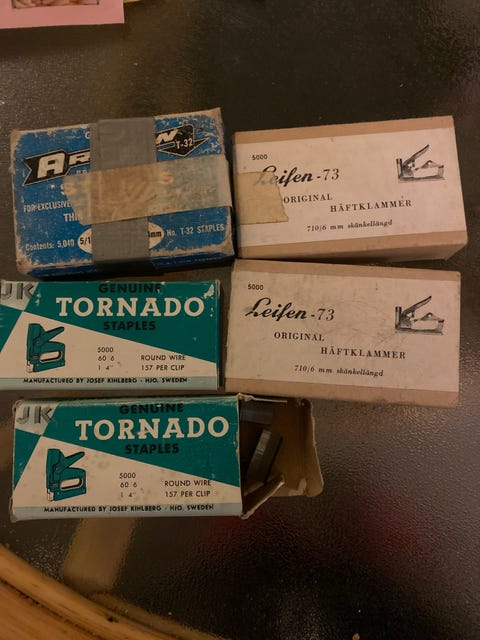 T-32
FOR EXCLUSIVE
Contents: 5,040
5/1
mm
No. T-32 STAPLES
5000
Leifen-73
ORIGINAL
HÄFTKLAMMER
710/6 mm skänkellängd
5000
Leifen-73
ORIGINAL
HÄFTKLAMMER
710/6 mm skänkellängd
JK
GENUINE
TORNADO
STAPLES
5000
60 6
ROUND WIRE
1 4"
157 PER CLIP
MANUFACTURED BY JOSEF KIHLBERG · HJO, SWEDEN
JK
GENUINE
TORNADO
STAPLES
5000
60 6
ROUND WIRE
1 4"
157 PER CLIP
MANUFACTURED BY JOSEF KIHLBERG · HJO, SWEDEN